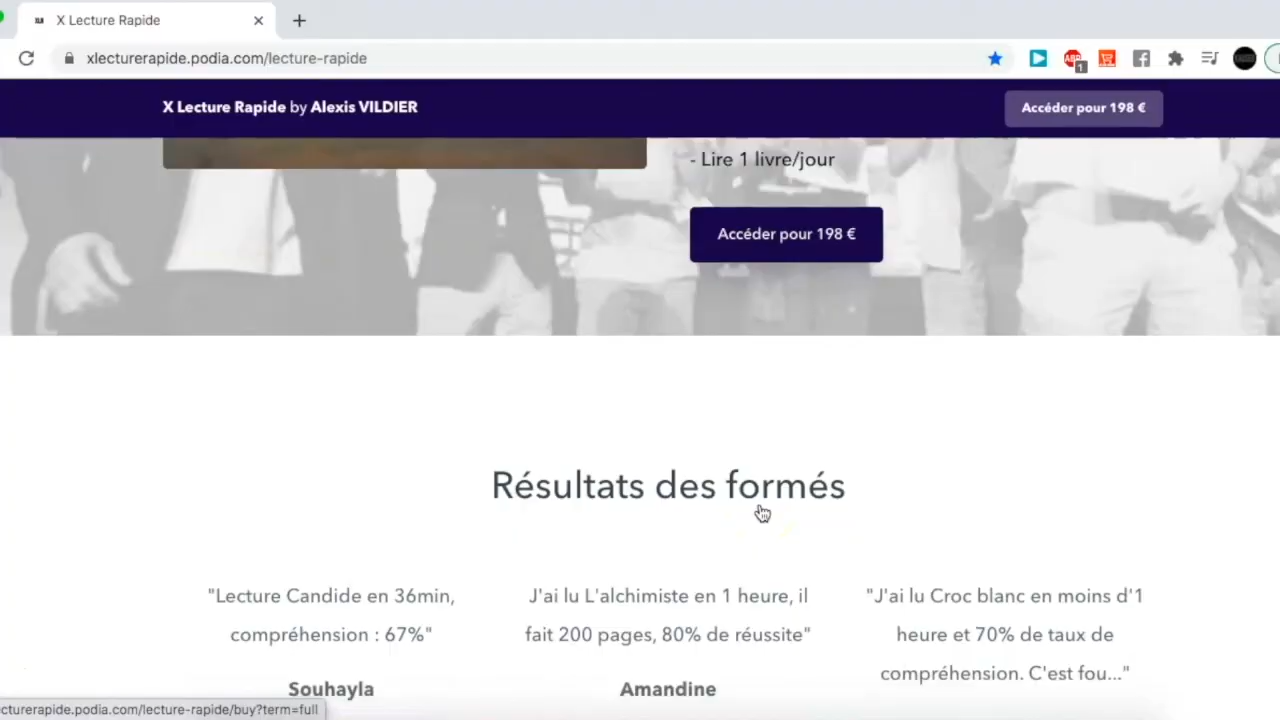 X Lecture Rapide
xlecturerapide.podia.com/lecture-rapide
ABP
1
X Lecture Rapide by Alexis VILDIER
Accéder pour 198 €
- Lire 1 livre/jour
Accéder pour 198 €
Résultats des formés
"Lecture Candide en 36min,
compréhension : 67%"
Souhayla
J'ai lu L'alchimiste en 1 heure, il
fait 200 pages, 80% de réussite"
Amandine
"J'ai lu Croc blanc en moins d'1
heure et 70% de taux de
compréhension. C'est fou..."
cturerapide.podia.com/lecture-rapide/buy?term=full